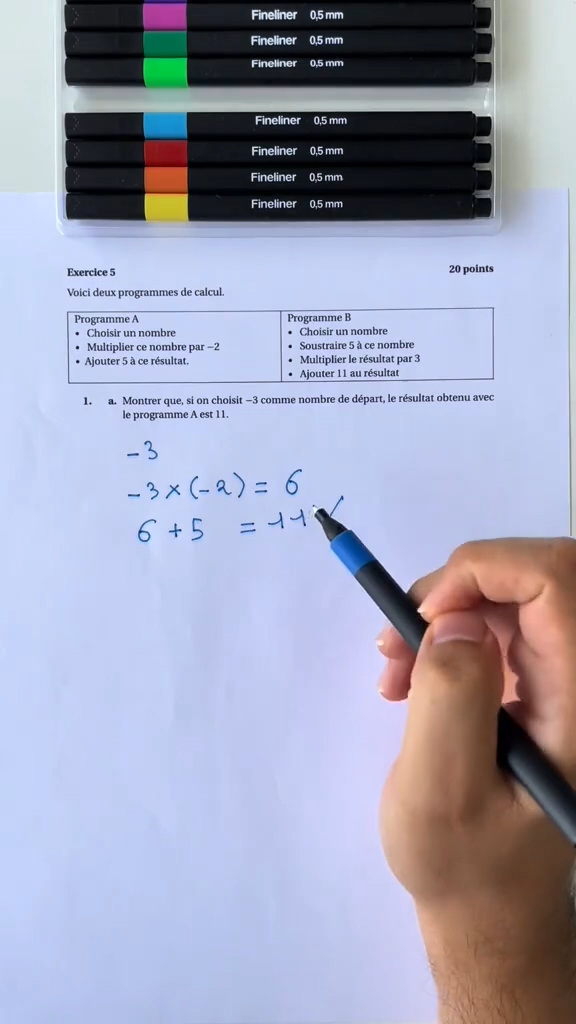 Fineliner 0,5 mm
Fineliner 0,5 mm
Fineliner 0,5 mm
Fineliner 0,5 mm
Fineliner 0,5 mm
Fineliner 0,5 mm
Fineliner 0,5 mm
Exercice 5 20 points
Voici deux programmes de calcul.
Programme A
• Choisir un nombre
• Multiplier ce nombre par −2
• Ajouter 5 à ce résultat.
Programme B
• Choisir un nombre
• Soustraire 5 à ce nombre
• Multiplier le résultat par 3
• Ajouter 11 au résultat
1. a. Montrer que, si on choisit −3 comme nombre de départ, le résultat obtenu avec
le programme A est 11.
−3
−3 × (−2) = 6
6 + 5 = 11